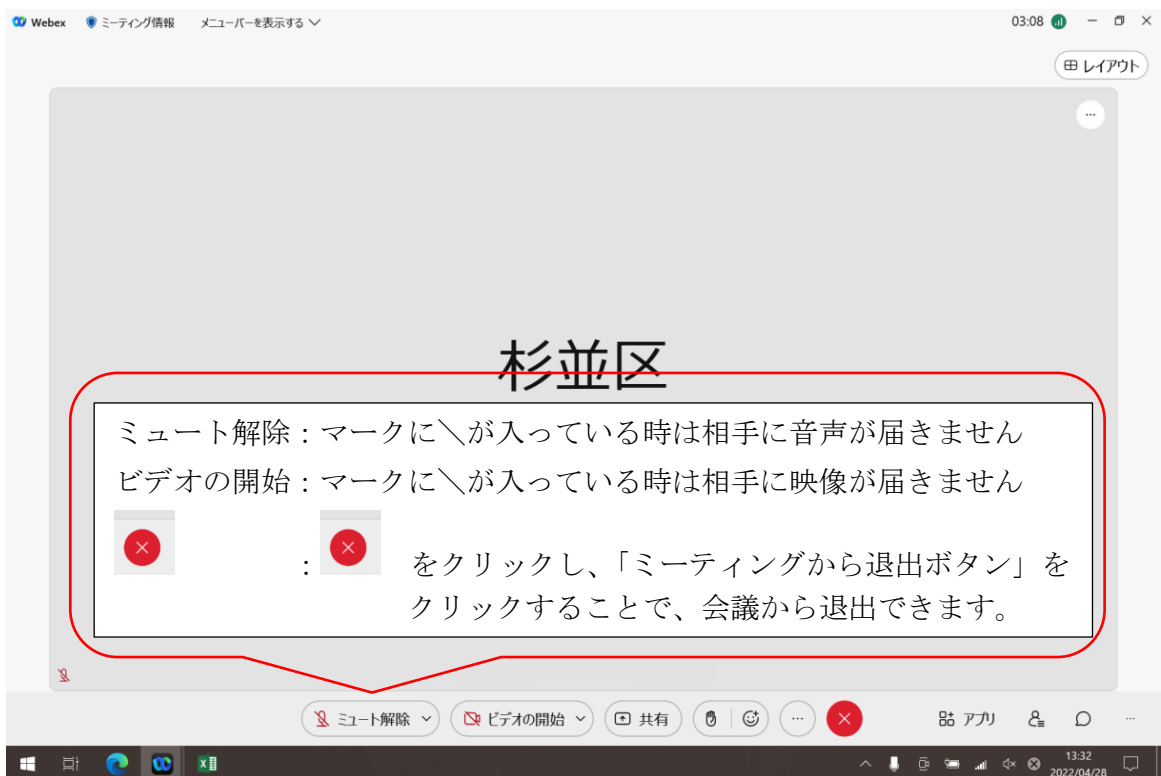 Webex ミーティング情報 メニューバーを表示する 03:08
レイアウト
杉並区
ミュート解除：マークに＼が入っている時は相手に音声が届きません
ビデオの開始：マークに＼が入っている時は相手に映像が届きません
： をクリックし、「ミーティングから退出ボタン」を
クリックすることで、会議から退出できます。
ミュート解除 ビデオの開始 共有 アプリ
13:32
2022/04/28